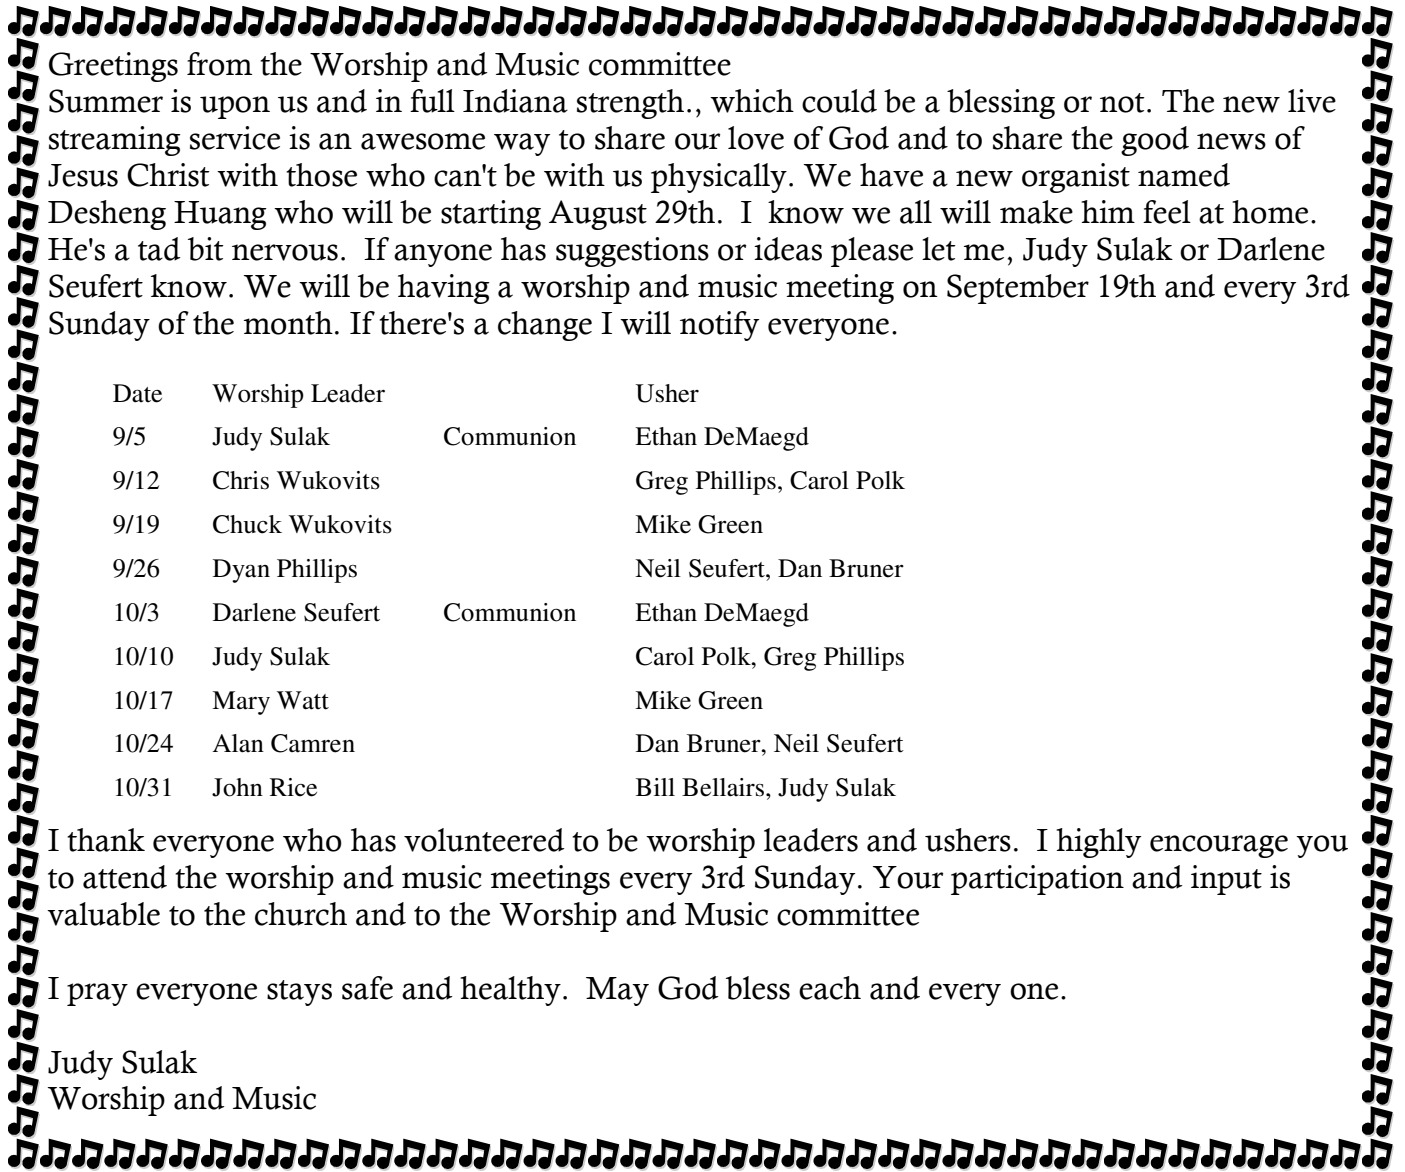 Greetings from the Worship and Music committee
Summer is upon us and in full Indiana strength., which could be a blessing or not. The new live
streaming service is an awesome way to share our love of God and to share the good news of
Jesus Christ with those who can't be with us physically. We have a new organist named
Desheng Huang who will be starting August 29th.  I  know we all will make him feel at home.
He's a tad bit nervous.  If anyone has suggestions or ideas please let me, Judy Sulak or Darlene
Seufert know. We will be having a worship and music meeting on September 19th and every 3rd
Sunday of the month. If there's a change I will notify everyone.
Date Worship Leader Usher
9/5 Judy Sulak Communion Ethan DeMaegd
9/12 Chris Wukovits Greg Phillips, Carol Polk
9/19 Chuck Wukovits Mike Green
9/26 Dyan Phillips Neil Seufert, Dan Bruner
10/3 Darlene Seufert Communion Ethan DeMaegd
10/10 Judy Sulak Carol Polk, Greg Phillips
10/17 Mary Watt Mike Green
10/24 Alan Camren Dan Bruner, Neil Seufert
10/31 John Rice Bill Bellairs, Judy Sulak
I thank everyone who has volunteered to be worship leaders and ushers.  I highly encourage you
to attend the worship and music meetings every 3rd Sunday. Your participation and input is
valuable to the church and to the Worship and Music committee
I pray everyone stays safe and healthy.  May God bless each and every one.
Judy Sulak
Worship and Music